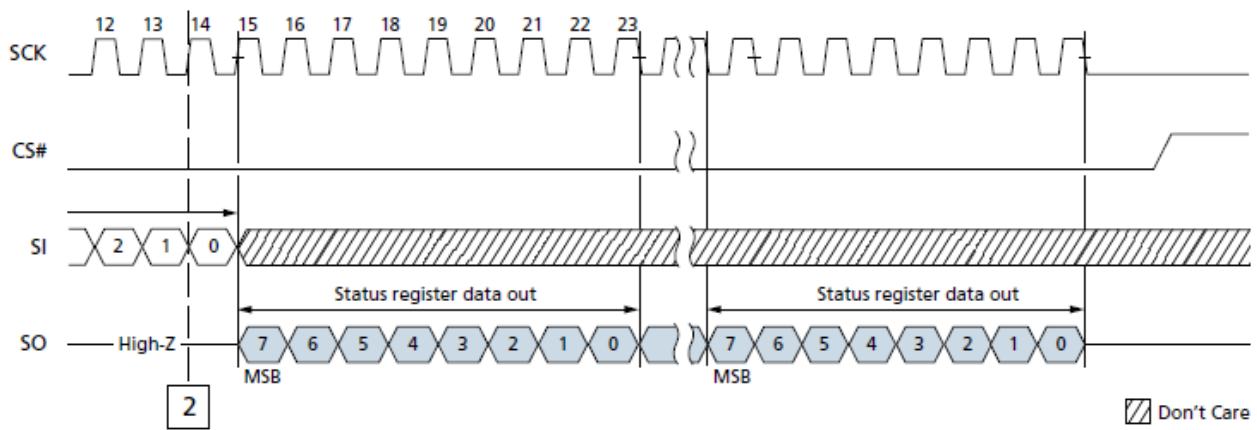 12 13 14 15 16 17 18 19 20 21 22 23
SCK
CS#
SI 2 1 0
Status register data out Status register data out
SO High-Z 7 6 5 4 3 2 1 0 7 6 5 4 3 2 1 0
MSB MSB
2
Don't Care